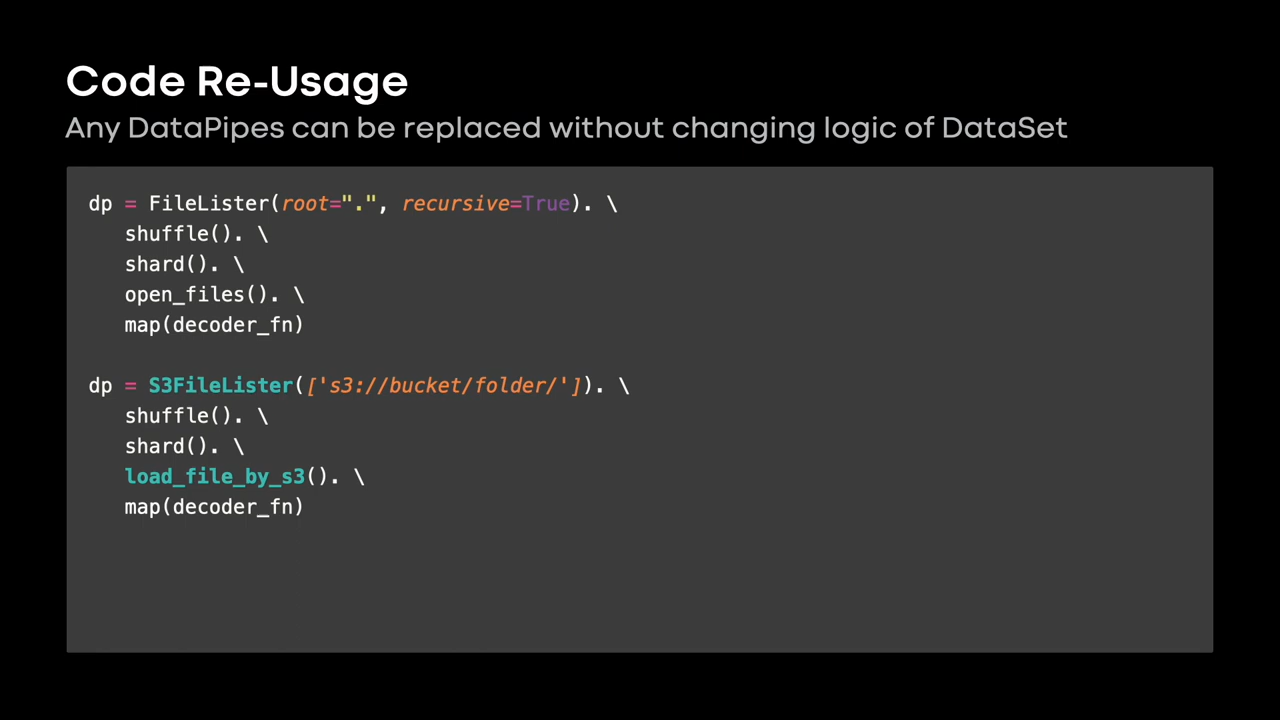 Code Re-Usage
Any DataPipes can be replaced without changing logic of DataSet
dp = FileLister(root=".", recursive=True). \
shuffle(). \
shard(). \
open_files(). \
map(decoder_fn)
dp = S3FileLister(['s3://bucket/folder/']). \
shuffle(). \
shard(). \
load_file_by_s3(). \
map(decoder_fn)